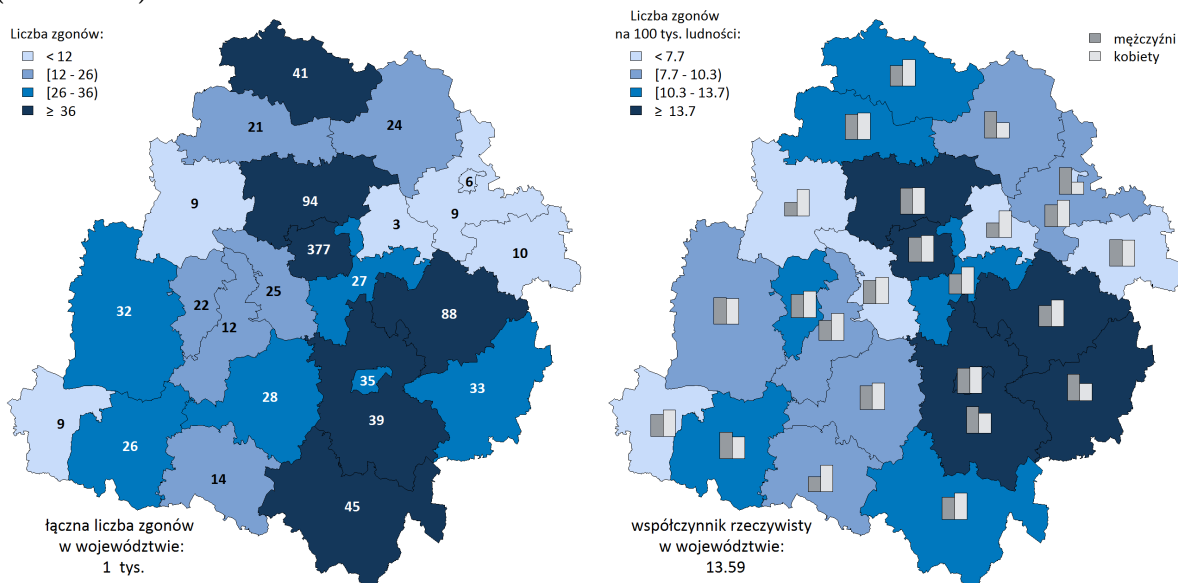 Liczba zgonów:
< 12
[12 - 26)
[26 - 36)
≥ 36
41
21
24
9
94
6
9
3
10
377
27
25
22
12
32
88
35
33
28
39
9
26
14
45
łączna liczba zgonów
w województwie:
1 tys.
Liczba zgonów
na 100 tys. ludności:
< 7.7
[7.7 - 10.3)
[10.3 - 13.7)
≥ 13.7
mężczyźni
kobiety
współczynnik rzeczywisty
w województwie:
13.59